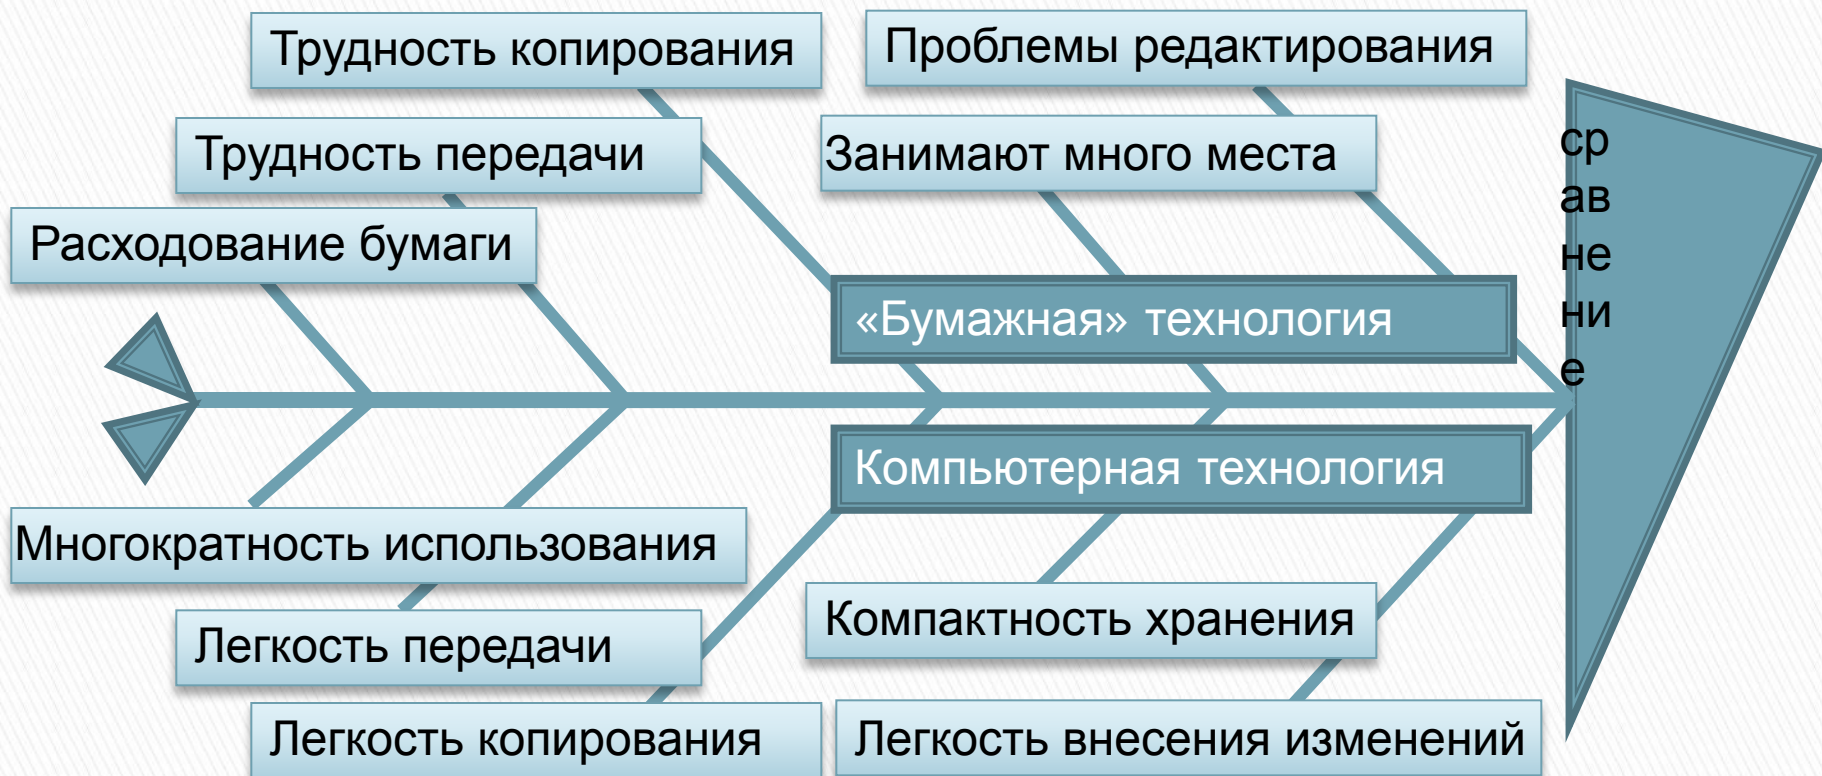 Трудность копирования
Проблемы редактирования
Трудность передачи
Занимают много места
Расходование бумаги
«Бумажная» технология
ср
ав
не
ни
е
Компьютерная технология
Многократность использования
Компактность хранения
Легкость передачи
Легкость копирования
Легкость внесения изменений